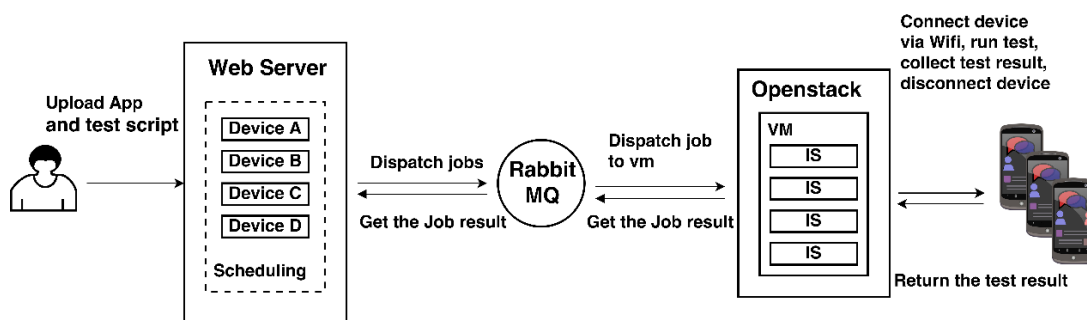 Upload App
and test script
Web Server
Device A
Device B
Device C
Device D
Scheduling
Dispatch jobs
Get the Job result
Rabbit
MQ
Dispatch job
to vm
Get the Job result
Openstack
VM
IS
IS
IS
IS
Connect device
via Wifi, run test,
collect test result,
disconnect device
Return the test result